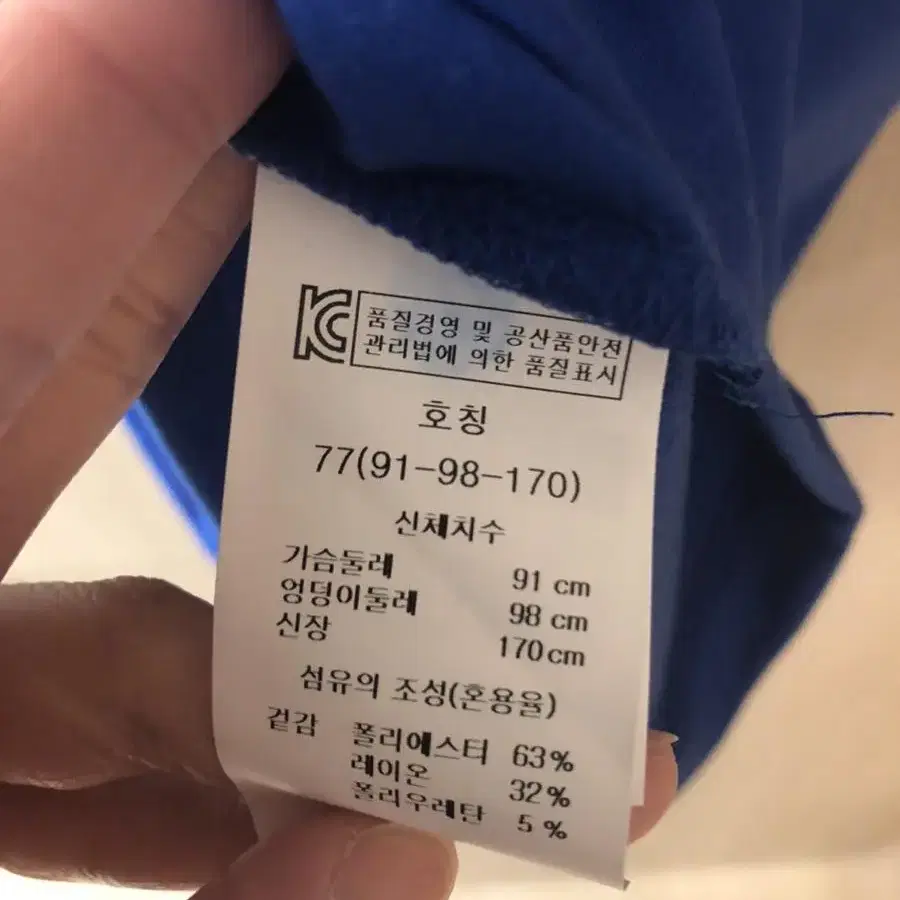 KC 품질경영 및 공산품안전
관리법에 의한 품질표시
호칭
77(91-98-170)
신체치수
가슴둘레 91 cm
엉덩이둘레 98 cm
신장 170cm
섬유의 조성(혼용율)
겉감 폴리에스터 63%
레이온 32%
폴리우레탄 5%